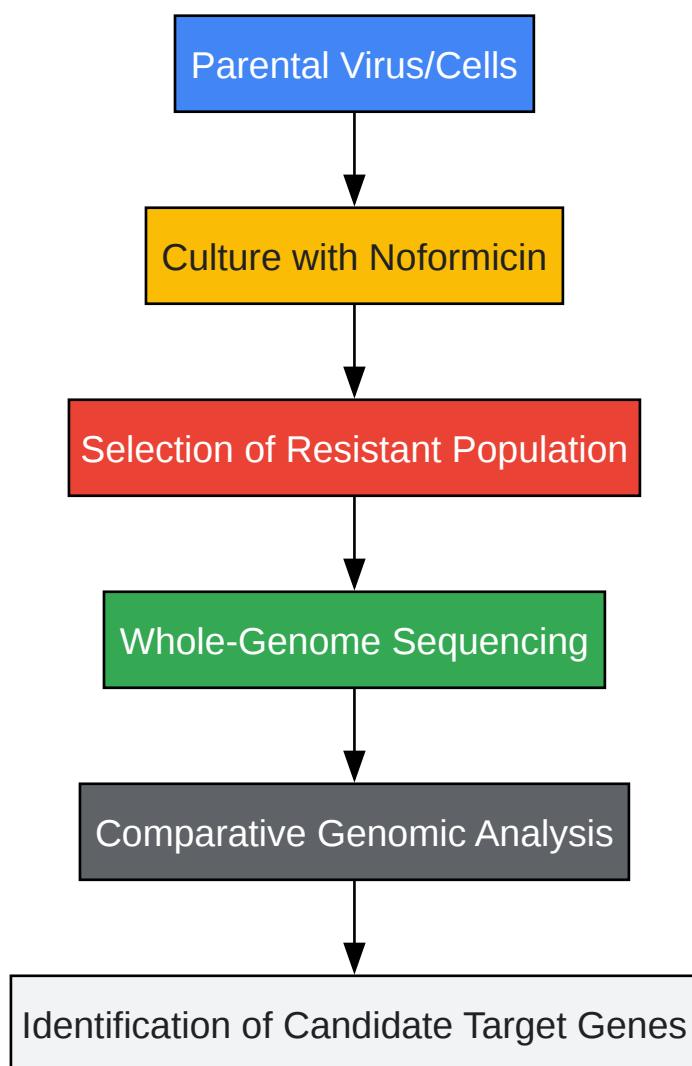 Parental Virus/Cells
Culture with Noformicin
Selection of Resistant Population
Whole-Genome Sequencing
Comparative Genomic Analysis
Identification of Candidate Target Genes